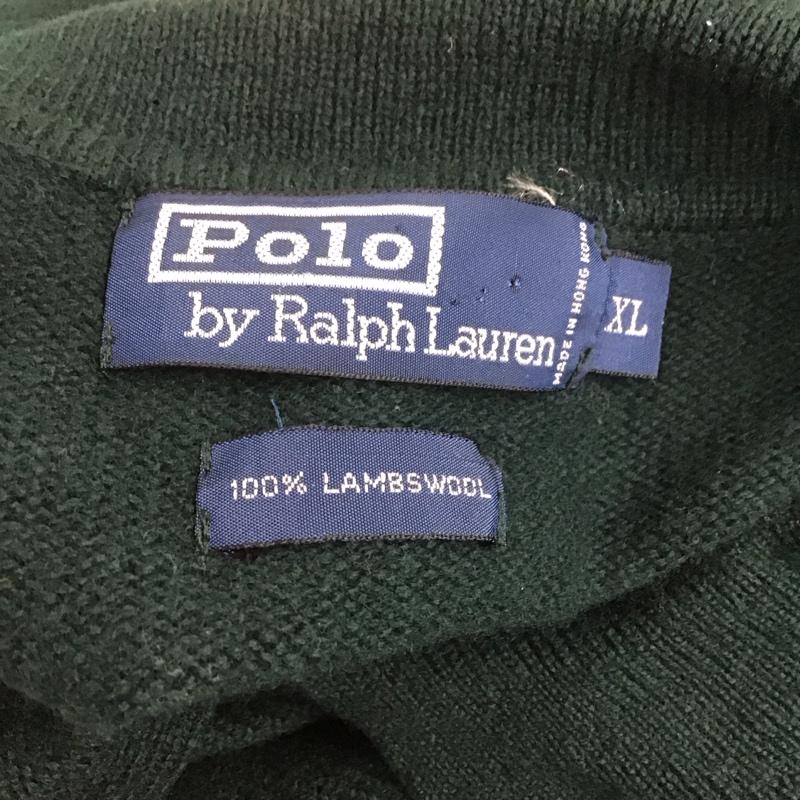 Polo
by Ralph Lauren
MADE IN HONG KONG
XL
100% LAMBSWOOL